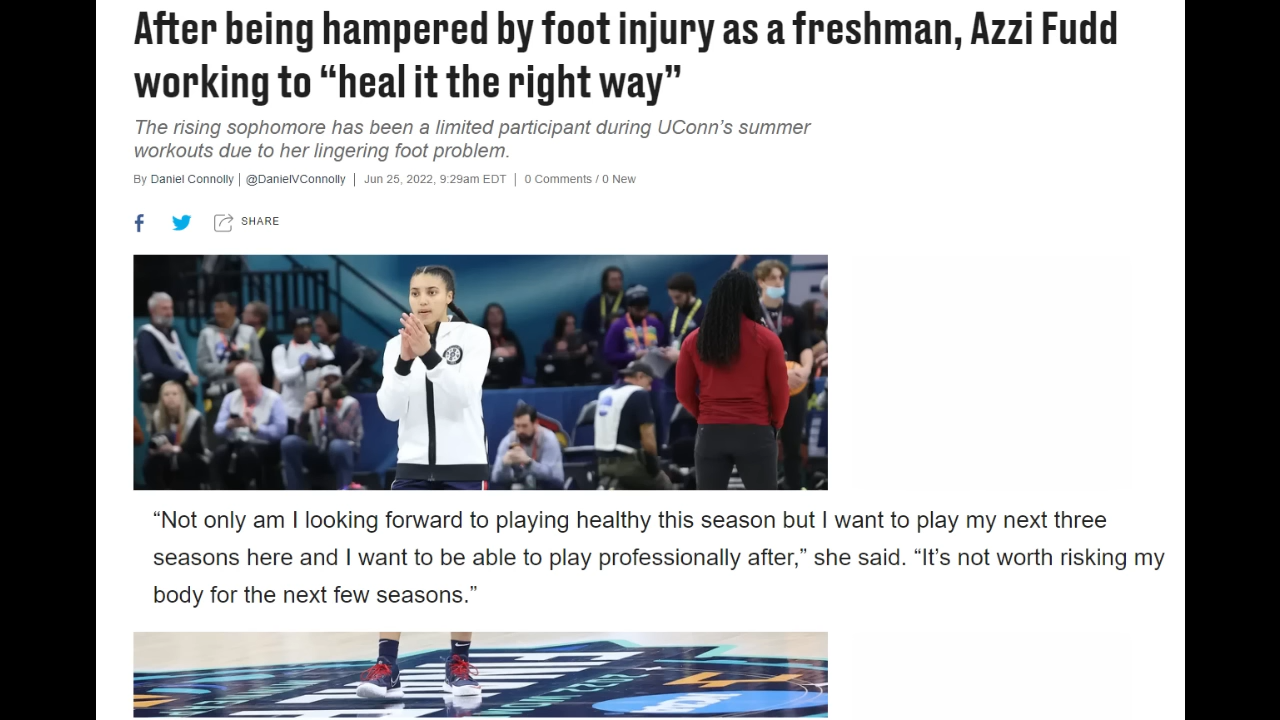 After being hampered by foot injury as a freshman, Azzi Fudd
working to “heal it the right way”
The rising sophomore has been a limited participant during UConn’s summer
workouts due to her lingering foot problem.
By Daniel Connolly | @DanielVConnolly | Jun 25, 2022, 9:29am EDT | 0 Comments / 0 New
SHARE
“Not only am I looking forward to playing healthy this season but I want to play my next three
seasons here and I want to be able to play professionally after,” she said. “It’s not worth risking my
body for the next few seasons.”